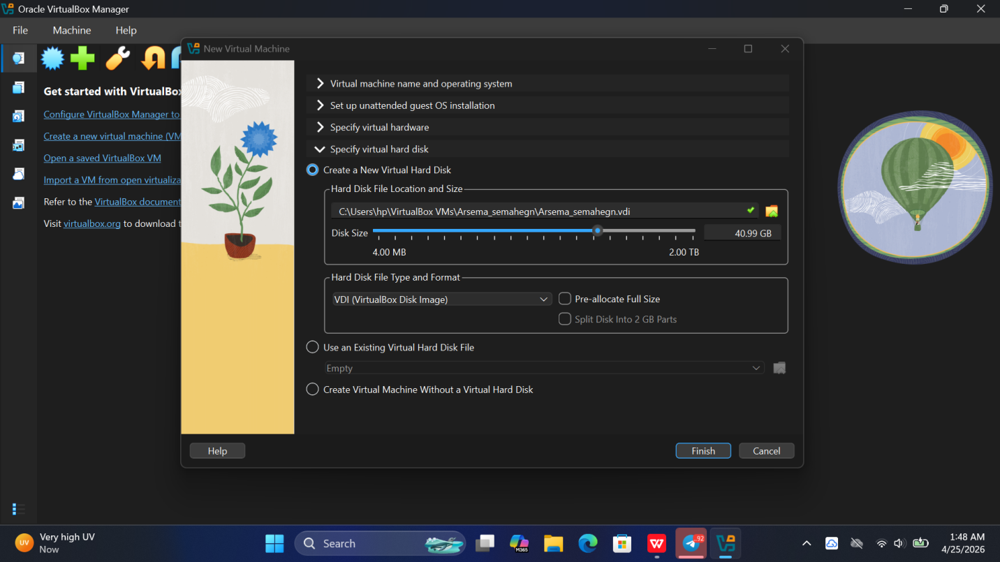 Oracle VirtualBox Manager
File Machine Help
New Virtual Machine
Get started with VirtualBox
Configure VirtualBox Manager to
Create a new virtual machine (VM
Open a saved VirtualBox VM
Import a VM from open virtualiza
Refer to the VirtualBox document
Visit virtualbox.org to download t
Virtual machine name and operating system
Set up unattended guest OS installation
Specify virtual hardware
Specify virtual hard disk
Create a New Virtual Hard Disk
Hard Disk File Location and Size
C:\Users\hp\VirtualBox VMs\Arsema_semahegn\Arsema_semahegn.vdi
Disk Size 40.99 GB
4.00 MB 2.00 TB
Hard Disk File Type and Format
VDI (VirtualBox Disk Image) Pre-allocate Full Size
Split Disk Into 2 GB Parts
Use an Existing Virtual Hard Disk File
Empty
Create Virtual Machine Without a Virtual Hard Disk
Help Finish Cancel
UV Very high UV
Now
Search
M365
W
92
1:48 AM
4/25/2026